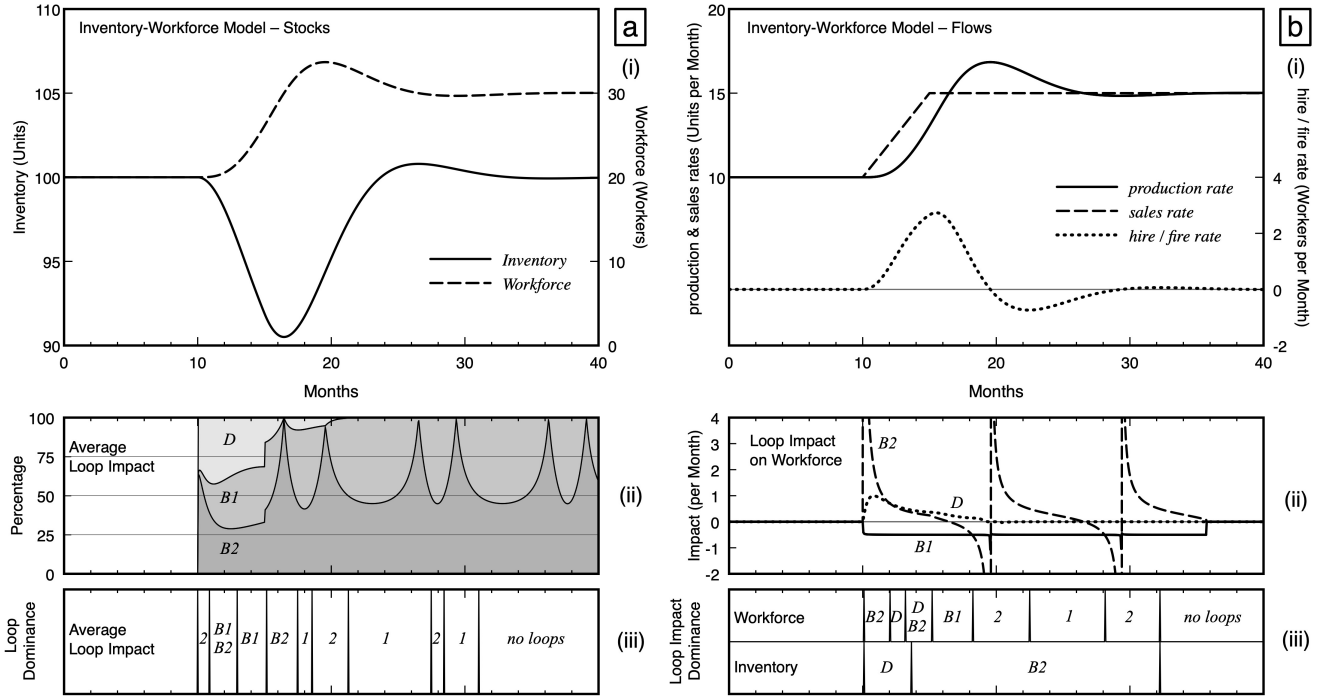 110
Inventory-Workforce Model – Stocks
a
(i)
105
30
100
20
95
10
90
0
Inventory (Units)
Workforce (Workers)
Inventory
Workforce
0
10
20
30
40
Months
100
75
50
25
0
Percentage
Average
Loop Impact
D
B1
B2
(ii)
Loop
Dominance
Average
Loop Impact
2
B1
B2
B1
B2
1
2
1
2
1
no loops
(iii)
20
Inventory-Workforce Model – Flows
b
(i)
15
10
4
2
0
-2
production & sales rates (Units per Month)
hire / fire rate (Workers per Month)
production rate
sales rate
hire / fire rate
0
10
20
30
40
Months
4
3
2
1
0
-1
-2
Impact (per Month)
Loop Impact
on Workforce
B2
D
B1
(ii)
Loop Impact
Dominance
Workforce
B2
D
D
B2
B1
2
1
2
no loops
Inventory
D
B2
(iii)